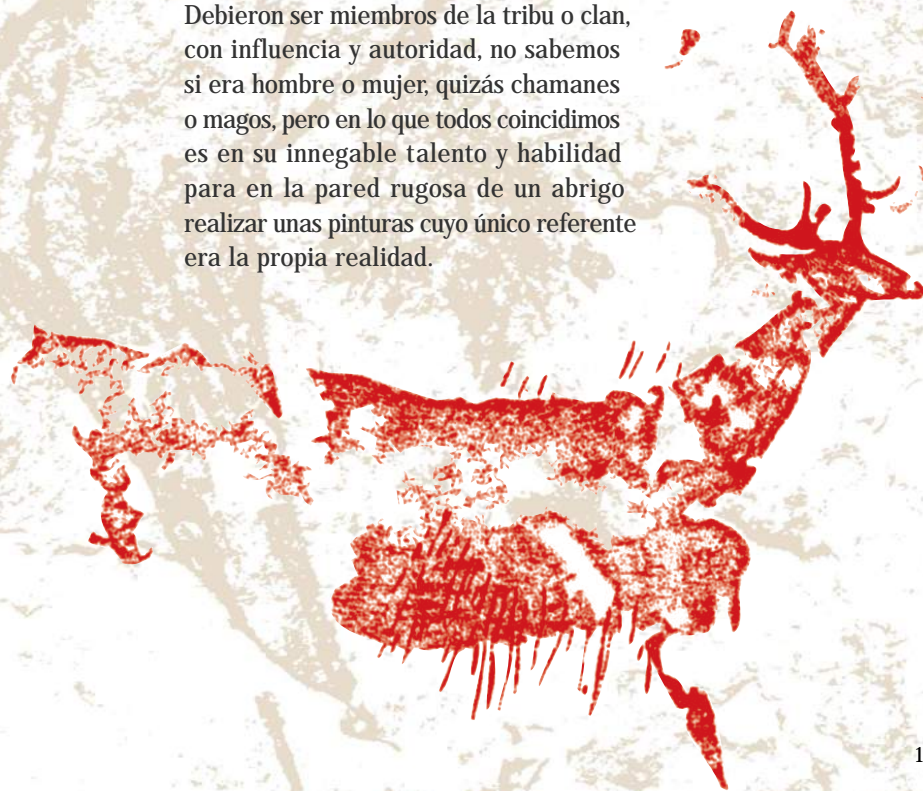 Debieron ser miembros de la tribu o clan,
con influencia y autoridad, no sabemos
si era hombre o mujer, quizás chamanes
o magos, pero en lo que todos coincidimos
es en su innegable talento y habilidad
para en la pared rugosa de un abrigo
realizar unas pinturas cuyo único referente
era la propia realidad.
1